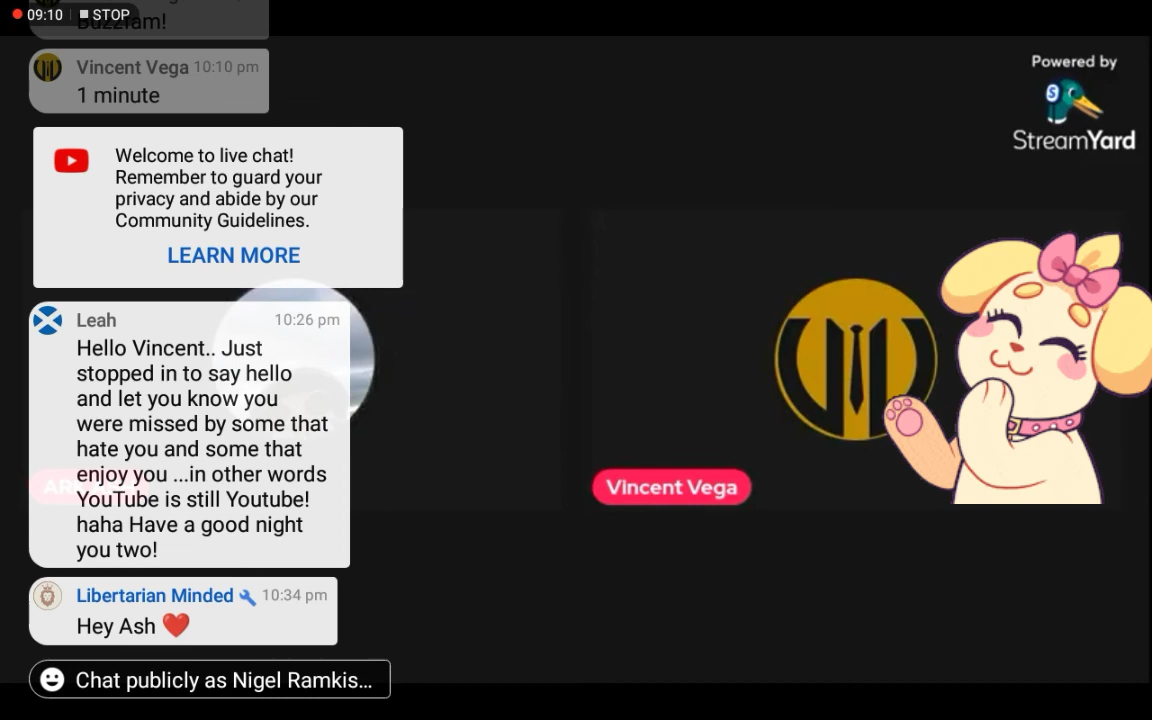 09:10 STOP
Buzzfam!
Vincent Vega 10:10 pm
1 minute
Welcome to live chat!
Remember to guard your
privacy and abide by our
Community Guidelines.
LEARN MORE
Leah 10:26 pm
Hello Vincent.. Just
stopped in to say hello
and let you know you
were missed by some that
hate you and some that
enjoy you ...in other words
YouTube is still Youtube!
haha Have a good night
you two!
Libertarian Minded 10:34 pm
Hey Ash ❤️
Chat publicly as Nigel Ramkis...
Powered by
S
StreamYard
Vincent Vega